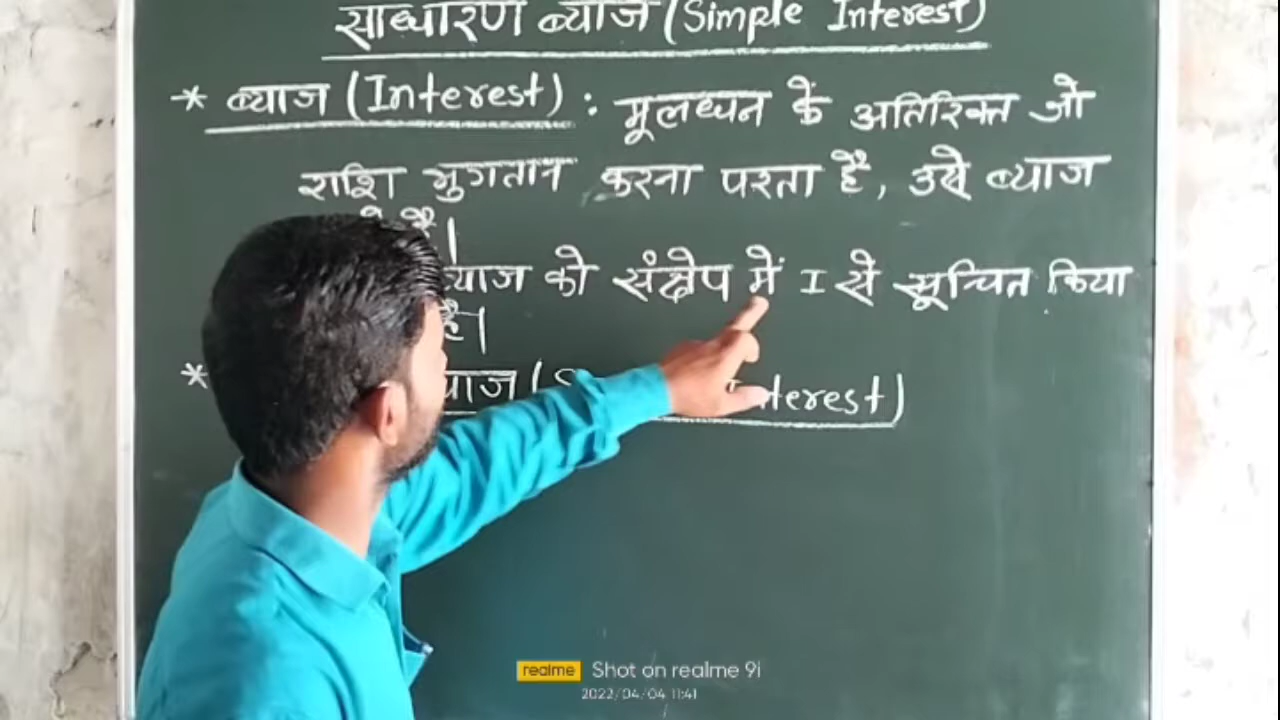 साधारण ब्याज (Simple Interest)
* ब्याज (Interest) : मूलधन के अतिरिक्त जो
राशि भुगतान करना परता है, उसे ब्याज
है।
ब्याज को संक्षेप में I से सूचित किया
है।
* ब्याज ( Interest)
realme Shot on realme 9i
2022/04/04 11:41